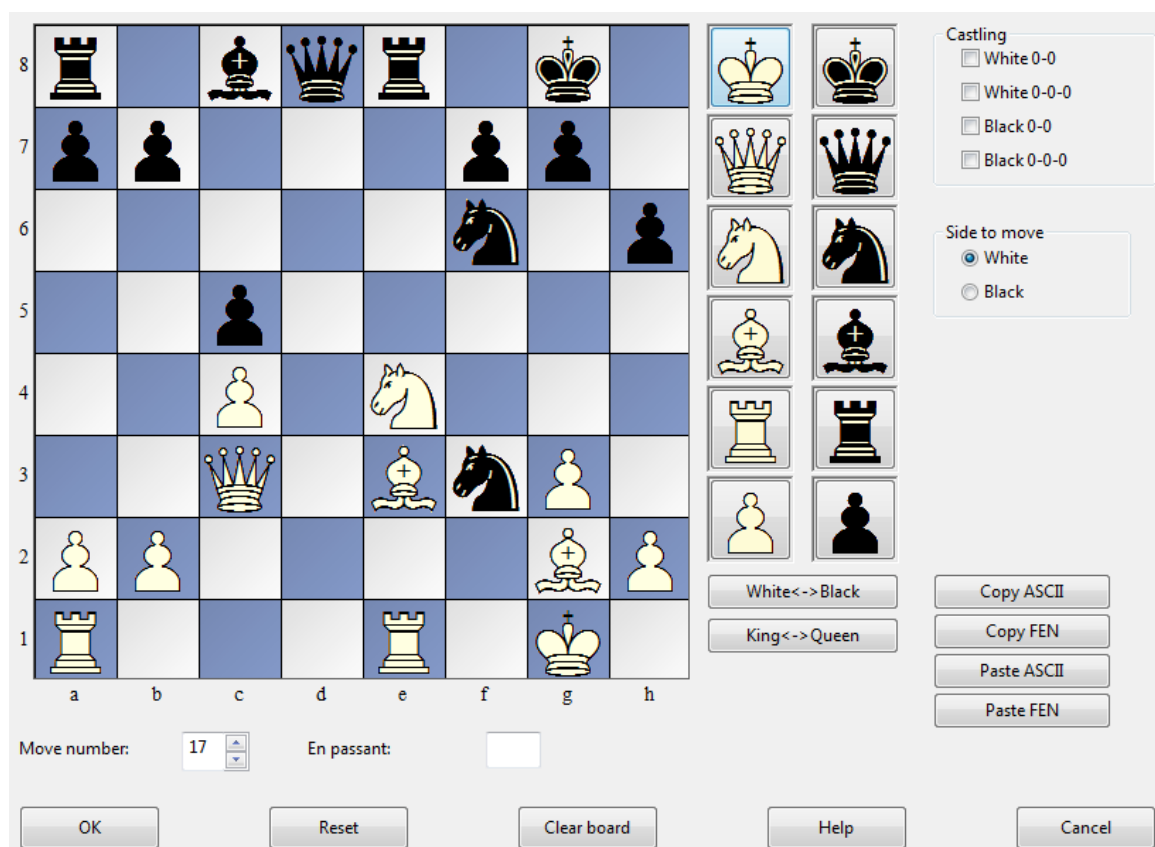 8
7
6
5
4
3
2
1
a b c d e f g h
Castling
White 0-0
White 0-0-0
Black 0-0
Black 0-0-0
Side to move
White
Black
White<->Black
King<->Queen
Copy ASCII
Copy FEN
Paste ASCII
Paste FEN
Move number: 17 En passant:
OK Reset Clear board Help Cancel